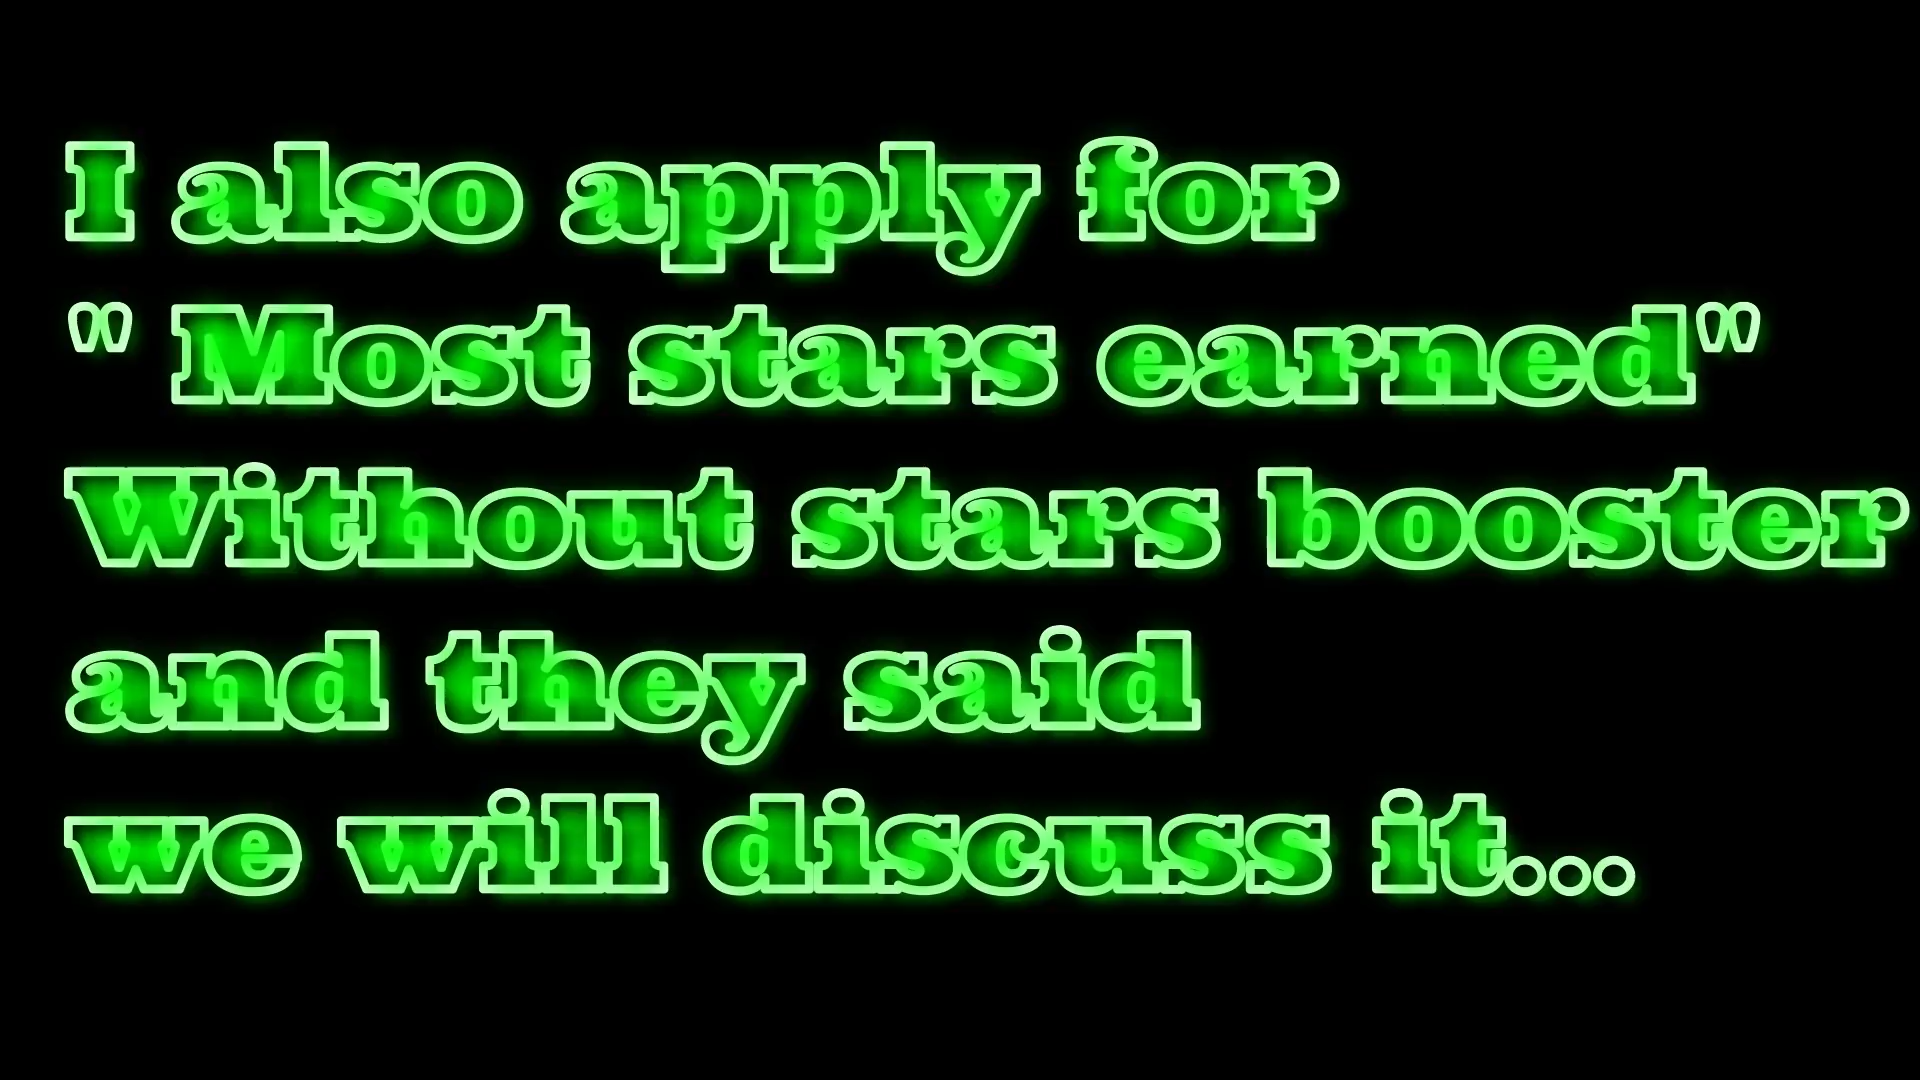 I also apply for
" Most stars earned"
Without stars booster
and they said
we will discuss it...